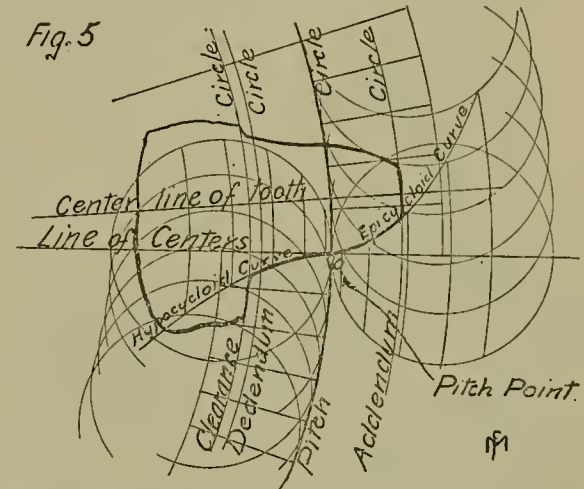 Fig. 5
Circle
Circle
Circle
Circle
Center line of tooth
Line of Centers
Epicycloid Curve
Hypocycloid Curve
Clearance
Dedendum
Pitch
Addendum
Pitch Point.